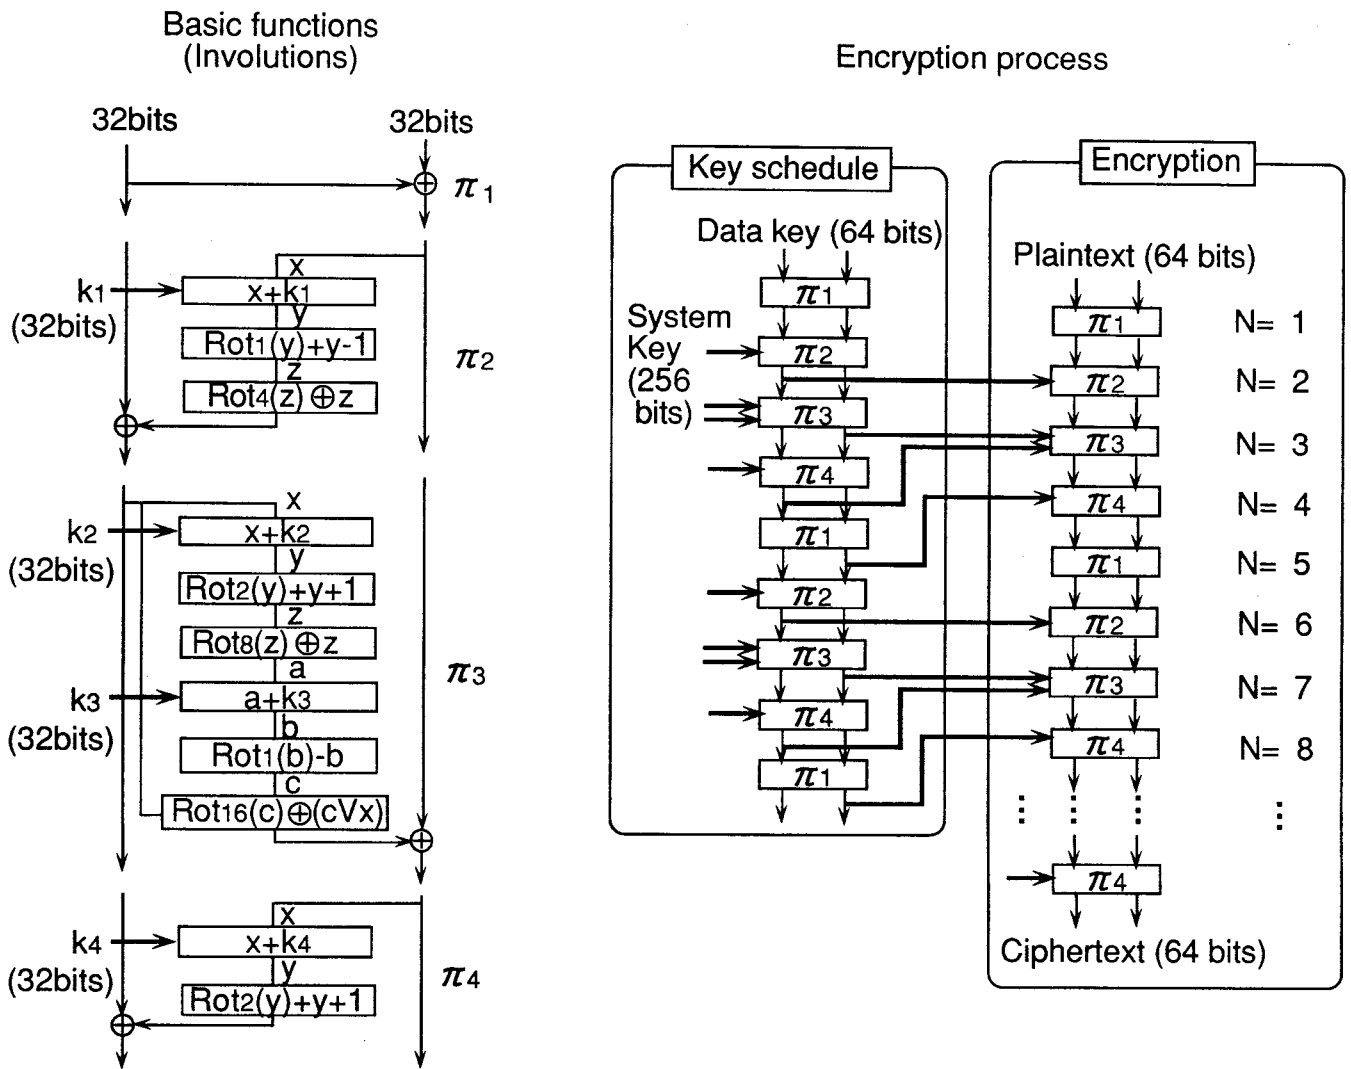 Basic functions
(Involutions)
32bits
32bits
π1
x
k1
(32bits)
x+k1
y
Rot1(y)+y-1
z
Rot4(z)⊕z
π2
x
k2
(32bits)
x+k2
y
Rot2(y)+y+1
z
Rot8(z)⊕z
a
k3
(32bits)
a+k3
b
Rot1(b)-b
c
Rot16(c)⊕(cVx)
π3
x
k4
(32bits)
x+k4
y
Rot2(y)+y+1
π4
Encryption process
Key schedule
Data key (64 bits)
System
Key
(256
bits)
π1
π2
π3
π4
π1
π2
π3
π4
π1
Encryption
Plaintext (64 bits)
π1 N= 1
π2 N= 2
π3 N= 3
π4 N= 4
π1 N= 5
π2 N= 6
π3 N= 7
π4 N= 8
π4
Ciphertext (64 bits)